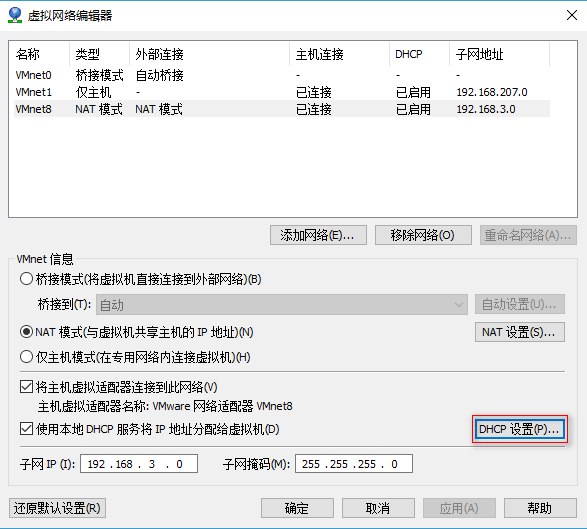 虚拟网络编辑器
名称 类型 外部连接 主机连接 DHCP 子网地址
VMnet0 桥接模式 自动桥接 - - -
VMnet1 仅主机 - 已连接 已启用 192.168.207.0
VMnet8 NAT 模式 NAT 模式 已连接 已启用 192.168.3.0
添加网络(E)... 移除网络(O) 重命名网络(A)...
VMnet 信息
桥接模式(将虚拟机直接连接到外部网络)(B)
桥接到(T): 自动 自动设置(U)...
NAT 模式(与虚拟机共享主机的 IP 地址)(N) NAT 设置(S)...
仅主机模式(在专用网络内连接虚拟机)(H)
将主机虚拟适配器连接到此网络(V)
主机虚拟适配器名称: VMware 网络适配器 VMnet8
使用本地 DHCP 服务将 IP 地址分配给虚拟机(D) DHCP 设置(P)...
子网 IP (I): 192 . 168 . 3 . 0 子网掩码(M): 255 . 255 . 255 . 0
还原默认设置(R) 确定 取消 应用(A) 帮助